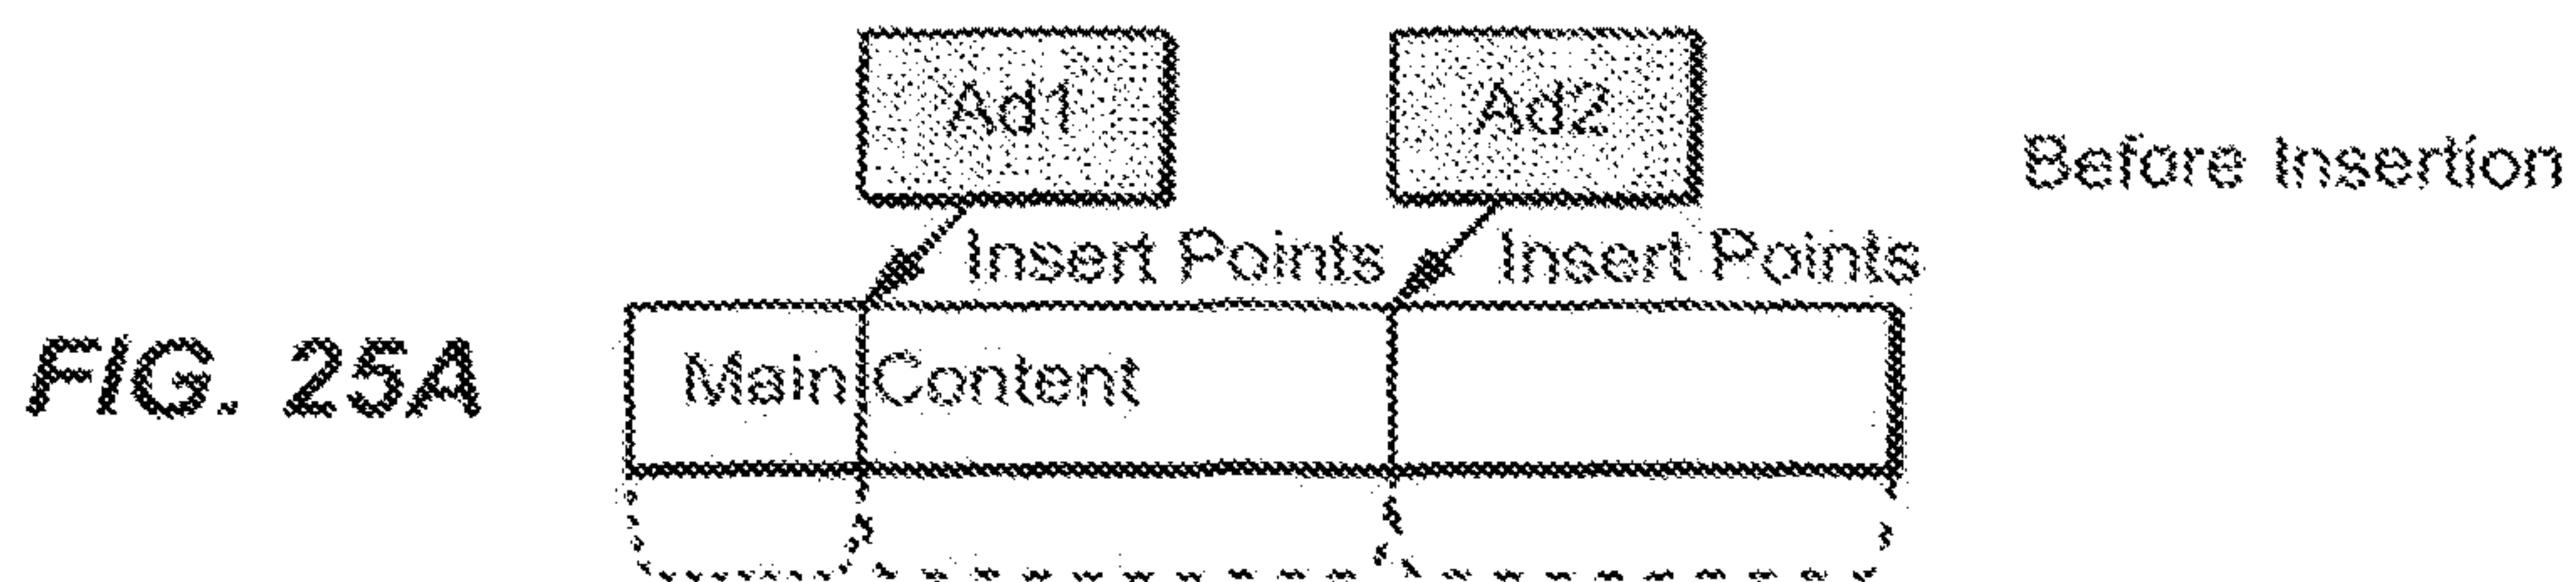 Ad1 Ad2
Before Insertion
Insert Points Insert Points
FIG. 25A
Main Content